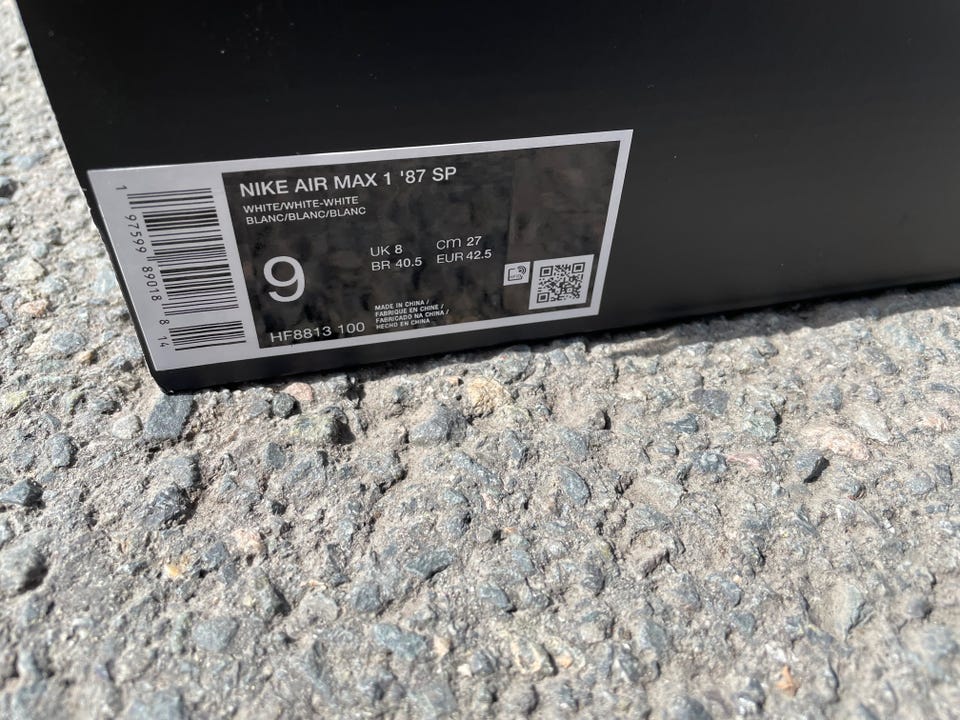 NIKE AIR MAX 1 '87 SP
WHITE/WHITE-WHITE
BLANC/BLANC/BLANC
9
UK 8 cm 27
BR 40.5 EUR 42.5
HF8813 100
MADE IN CHINA /
FABRIQUÉ EN CHINE /
FABRICADO NA CHINA /
HECHO EN CHINA
1 97599 89018 8 14